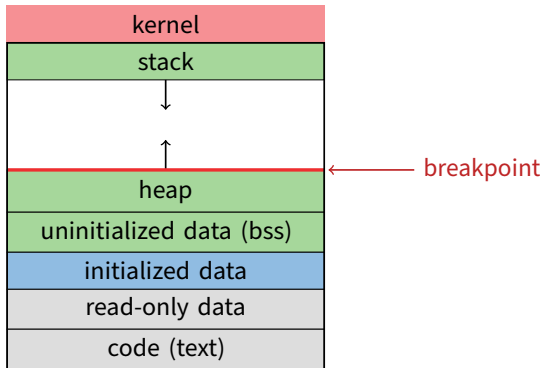 kernel
stack
breakpoint
heap
uninitialized data (bss)
initialized data
read-only data
code (text)